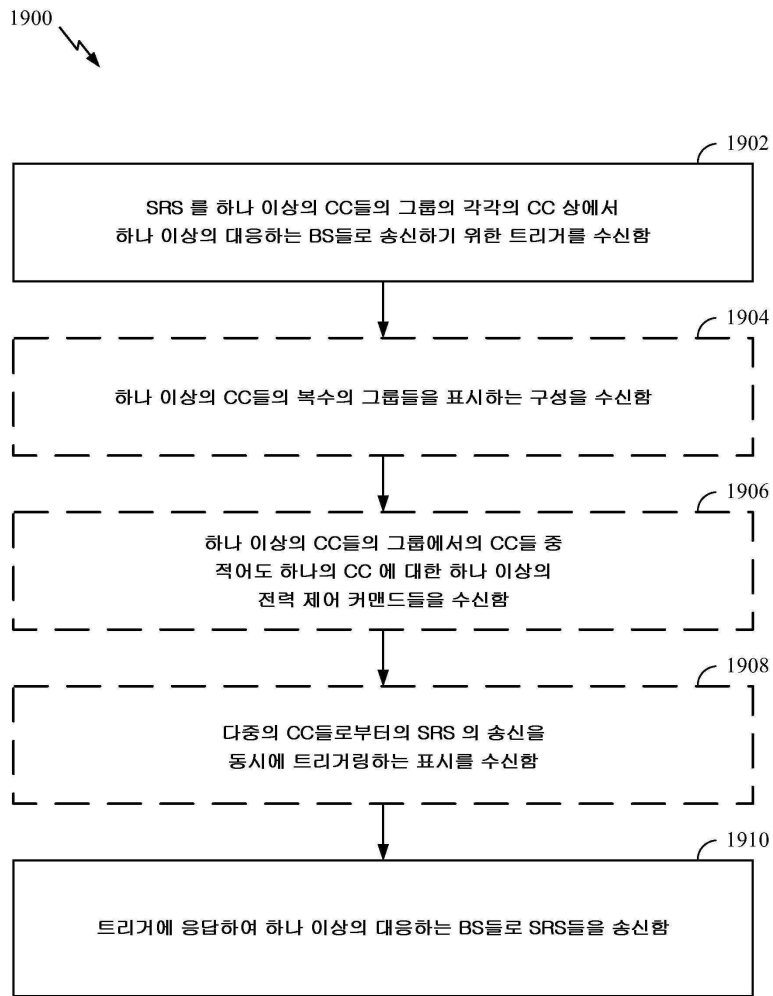 1900
1902
SRS 를 하나 이상의 CC들의 그룹의 각각의 CC 상에서
하나 이상의 대응하는 BS들로 송신하기 위한 트리거를 수신함
1904
하나 이상의 CC들의 복수의 그룹들을 표시하는 구성을 수신함
1906
하나 이상의 CC들의 그룹에서의 CC들 중
적어도 하나의 CC 에 대한 하나 이상의
전력 제어 커맨드들을 수신함
1908
다중의 CC들로부터의 SRS 의 송신을
동시에 트리거링하는 표시를 수신함
1910
트리거에 응답하여 하나 이상의 대응하는 BS들로 SRS들을 송신함